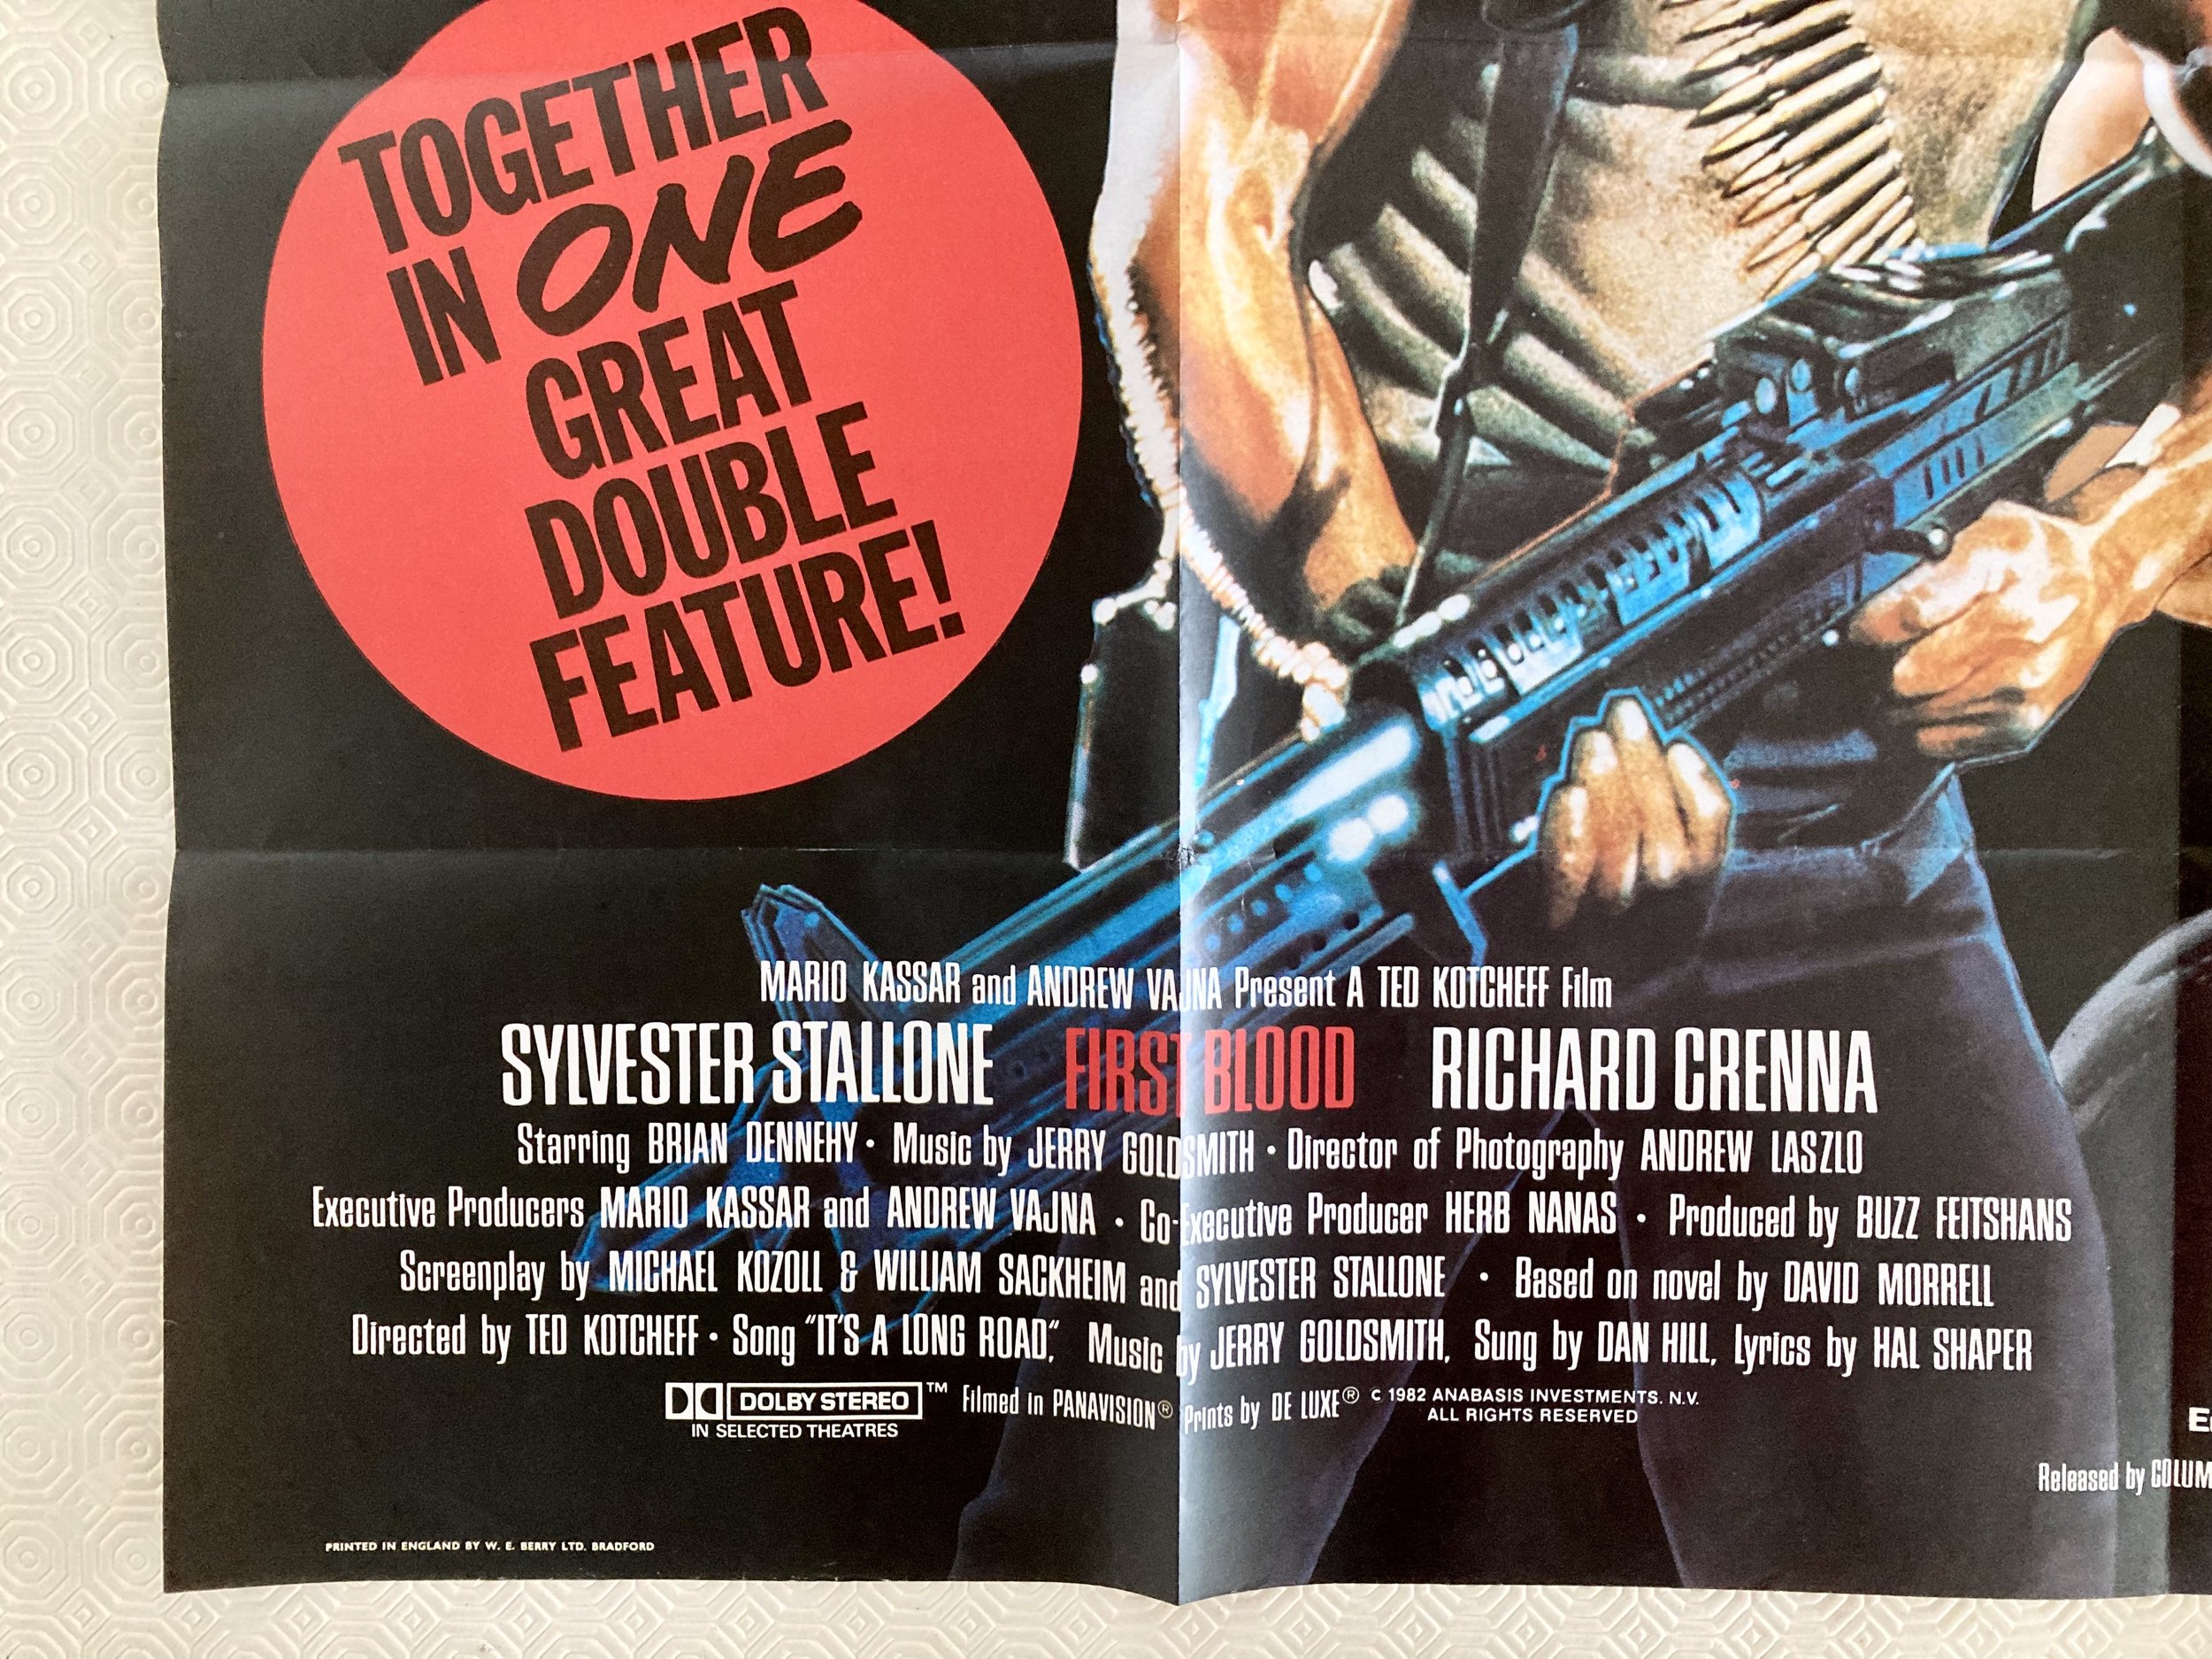 TOGETHER
IN ONE
GREAT
DOUBLE
FEATURE!
MARIO KASSAR and ANDREW VAJNA Present A TED KOTCHEFF Film
SYLVESTER STALLONE FIRST BLOOD RICHARD CRENNA
Starring BRIAN DENNEHY • Music by JERRY GOLDSMITH • Director of Photography ANDREW LASZLO
Executive Producers MARIO KASSAR and ANDREW VAJNA • Co-Executive Producer HERB NANAS • Produced by BUZZ FEITSHANS
Screenplay by MICHAEL KOZOLL & WILLIAM SACKHEIM and SYLVESTER STALLONE • Based on novel by DAVID MORRELL
Directed by TED KOTCHEFF • Song "IT'S A LONG ROAD", Music by JERRY GOLDSMITH, Sung by DAN HILL, Lyrics by HAL SHAPER
DOLBY STEREO ™ Filmed in PANAVISION® Prints by DE LUXE® c 1982 ANABASIS INVESTMENTS. N.V.
IN SELECTED THEATRES ALL RIGHTS RESERVED
Released by
PRINTED IN ENGLAND BY W. E. BERRY LTD. BRADFORD